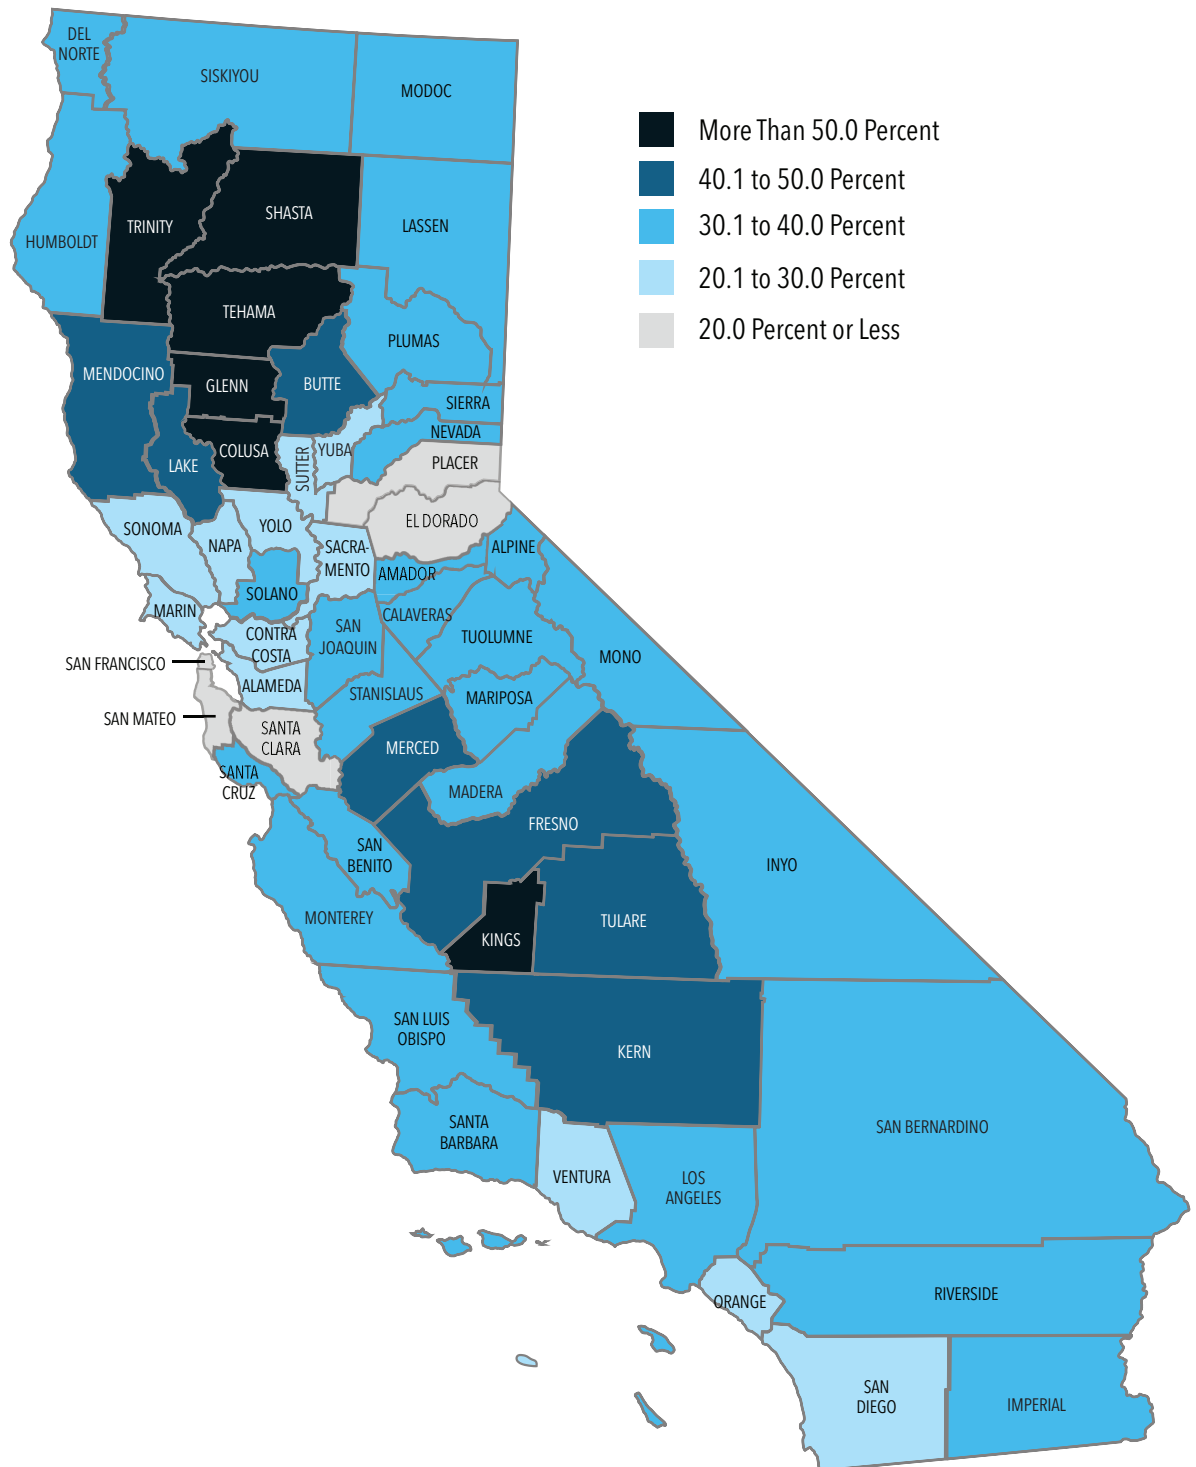 DEL
NORTE
SISKIYOU
MODOC
More Than 50.0 Percent
40.1 to 50.0 Percent
30.1 to 40.0 Percent
20.1 to 30.0 Percent
20.0 Percent or Less
HUMBOLDT
TRINITY
SHASTA
LASSEN
TEHAMA
PLUMAS
MENDOCINO
GLENN
BUTTE
SIERRA
NEVADA
LAKE
COLUSA
SUTTER
YUBA
PLACER
SONOMA
NAPA
YOLO
EL DORADO
SACRA-
MENTO
ALPINE
AMADOR
SOLANO
MARIN
CALAVERAS
CONTRA
COSTA
SAN
JOAQUIN
TUOLUMNE
MONO
SAN FRANCISCO
ALAMEDA
STANISLAUS
MARIPOSA
SAN MATEO
SANTA
CLARA
MERCED
SANTA
CRUZ
MADERA
FRESNO
SAN
BENITO
INYO
MONTEREY
KINGS
TULARE
SAN LUIS
OBISPO
KERN
SANTA
BARBARA
SAN BERNARDINO
VENTURA
LOS
ANGELES
ORANGE
RIVERSIDE
SAN
DIEGO
IMPERIAL